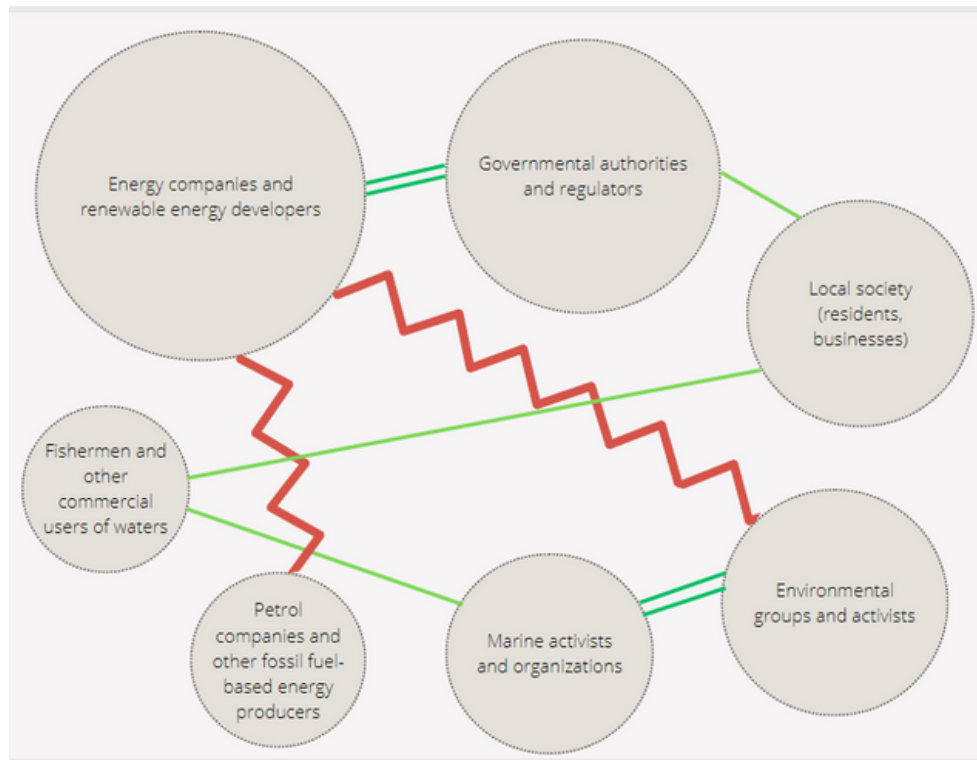 Energy companies and
renewable energy developers
Governmental authorities
and regulators
Local society
(residents,
businesses)
Fishermen and
other
commercial
users of waters
Petrol
companies and
other fossil fuel-
based energy
producers
Marine activists
and organizations
Environmental
groups and activists